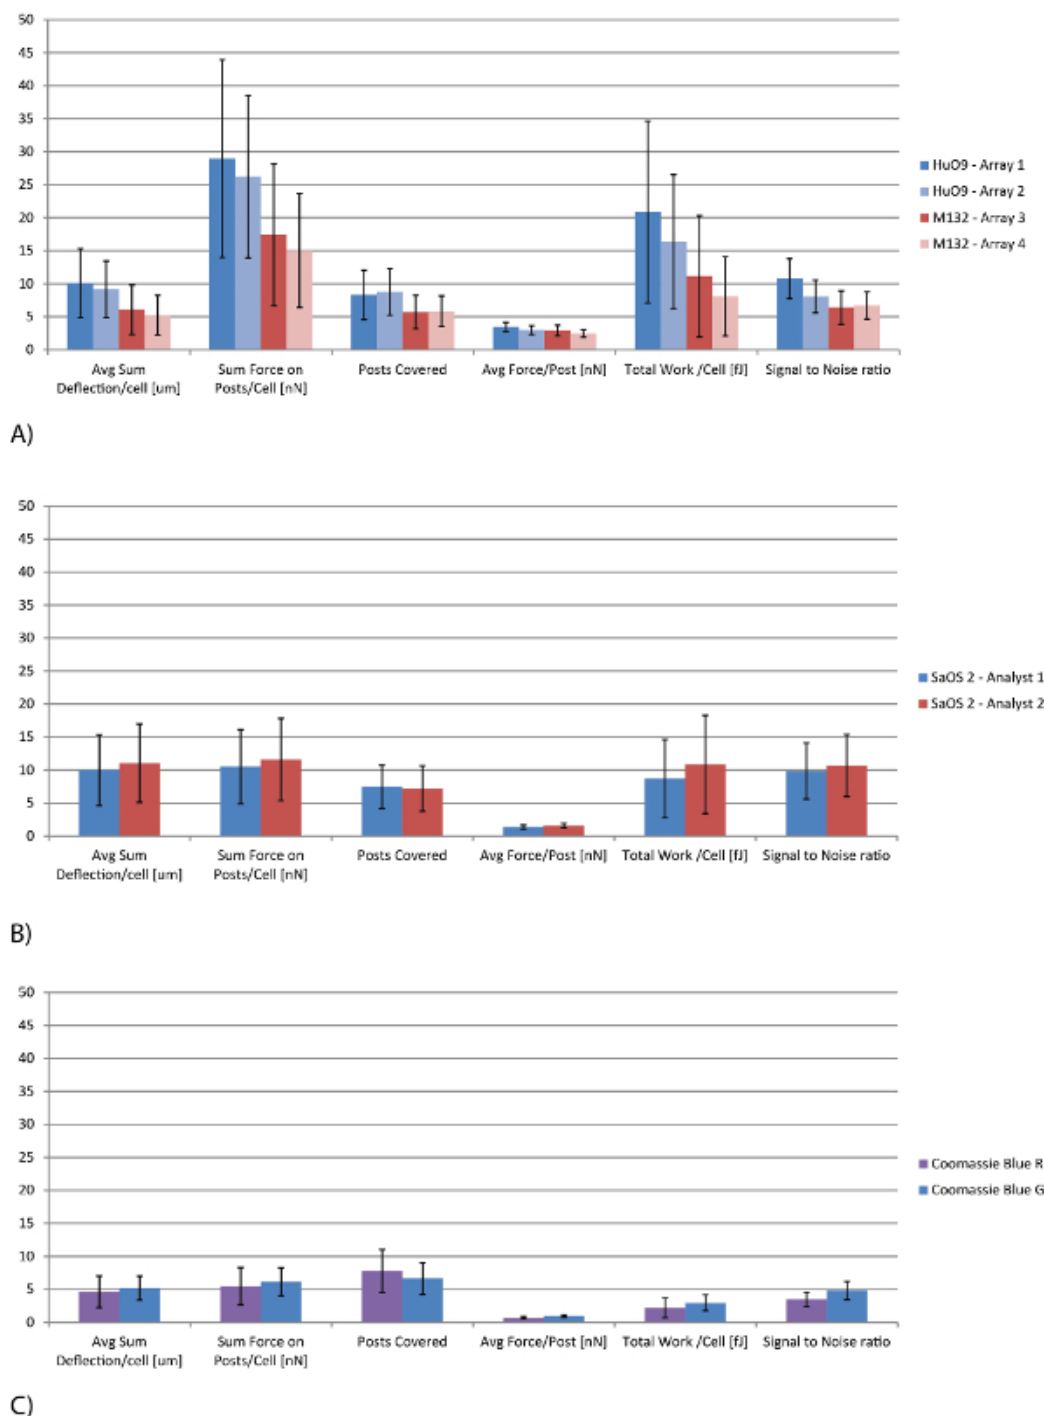 50
45
40
35
30
25
20
15
10
5
0
HuO9 - Array 1
HuO9 - Array 2
M132 - Array 3
M132 - Array 4
Avg Sum Deflection/cell [um]
Sum Force on Posts/Cell [nN]
Posts Covered
Avg Force/Post [nN]
Total Work /Cell [fJ]
Signal to Noise ratio
A)
50
45
40
35
30
25
20
15
10
5
0
SaOS 2 - Analyst 1
SaOS 2 - Analyst 2
Avg Sum Deflection/cell [um]
Sum Force on Posts/Cell [nN]
Posts Covered
Avg Force/Post [nN]
Total Work /Cell [fJ]
Signal to Noise ratio
B)
50
45
40
35
30
25
20
15
10
5
0
Coomassie Blue R
Coomassie Blue G
Avg Sum Deflection/cell [um]
Sum Force on Posts/Cell [nN]
Posts Covered
Avg Force/Post [nN]
Total Work /Cell [fJ]
Signal to Noise ratio
C)